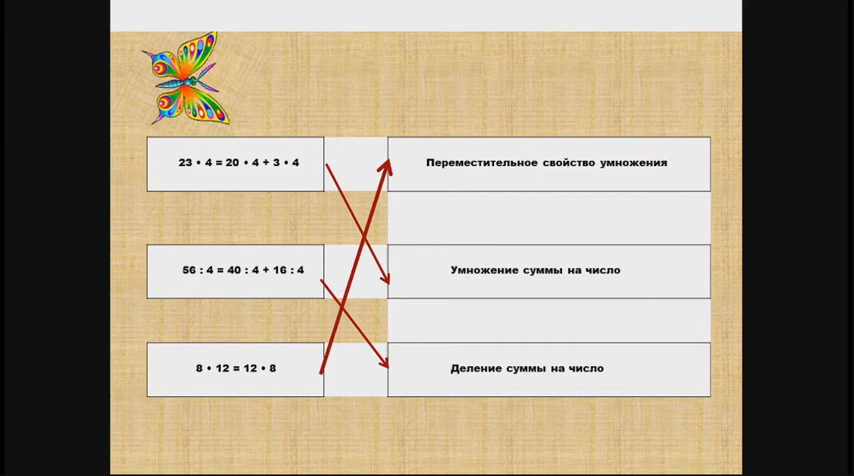 23 • 4 = 20 • 4 + 3 • 4
Переместительное свойство умножения
56 : 4 = 40 : 4 + 16 : 4
Умножение суммы на число
8 • 12 = 12 • 8
Деление суммы на число